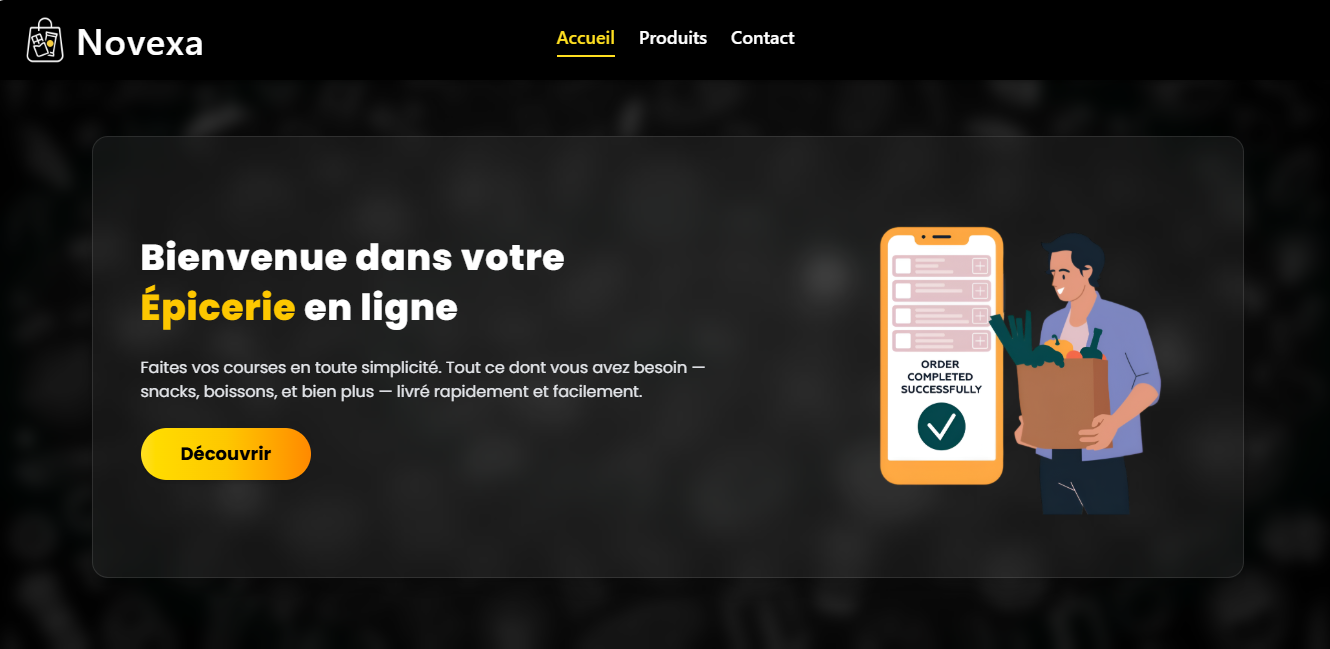 Novexa
Accueil
Produits
Contact
Bienvenue dans votre
Épicerie en ligne
Faites vos courses en toute simplicité. Tout ce dont vous avez besoin —
snacks, boissons, et bien plus — livré rapidement et facilement.
Découvrir
ORDER
COMPLETED
SUCCESSFULLY